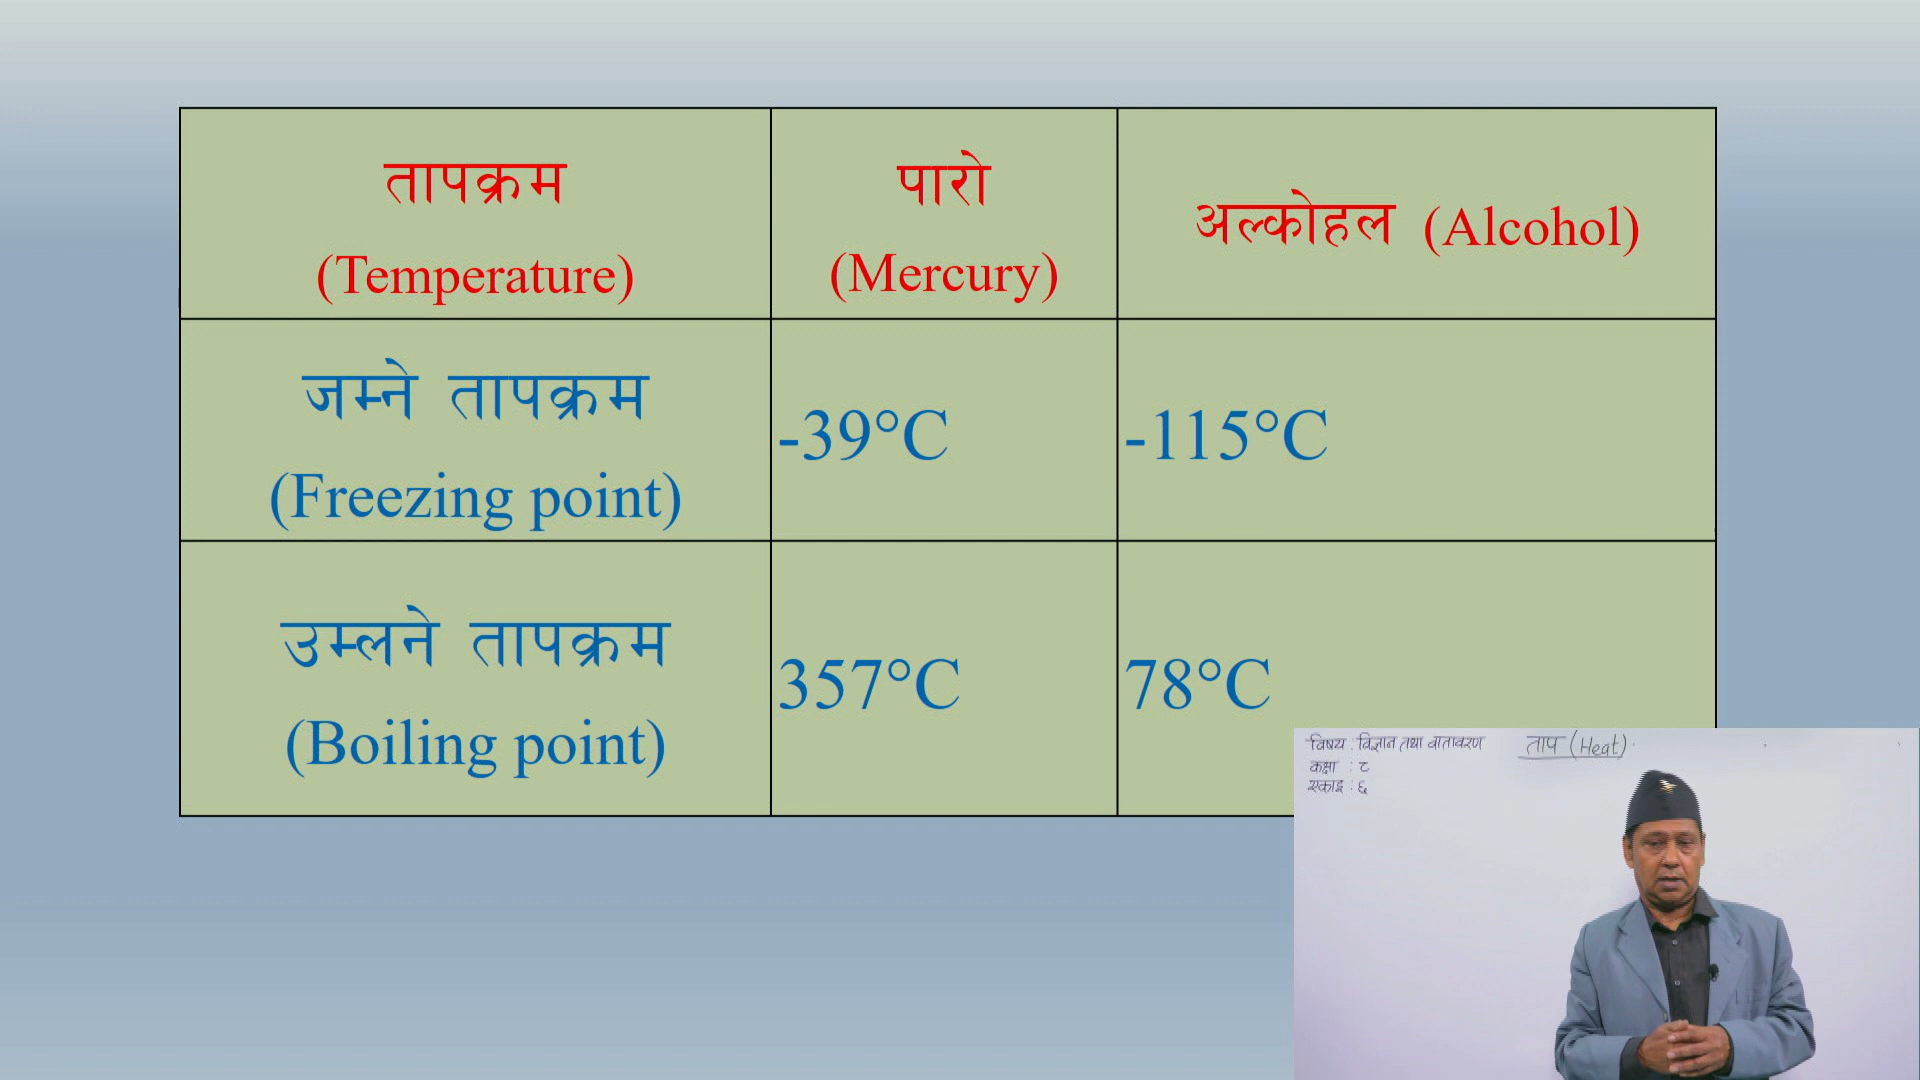 तापक्रम
(Temperature)
पारो
(Mercury)
अल्कोहल (Alcohol)
जम्ने तापक्रम
(Freezing point)
-39°C
-115°C
उम्लने तापक्रम
(Boiling point)
357°C
78°C
विषय : विज्ञान तथा वातावरण
कक्षा : ८
एकाइ : ६
ताप (Heat)